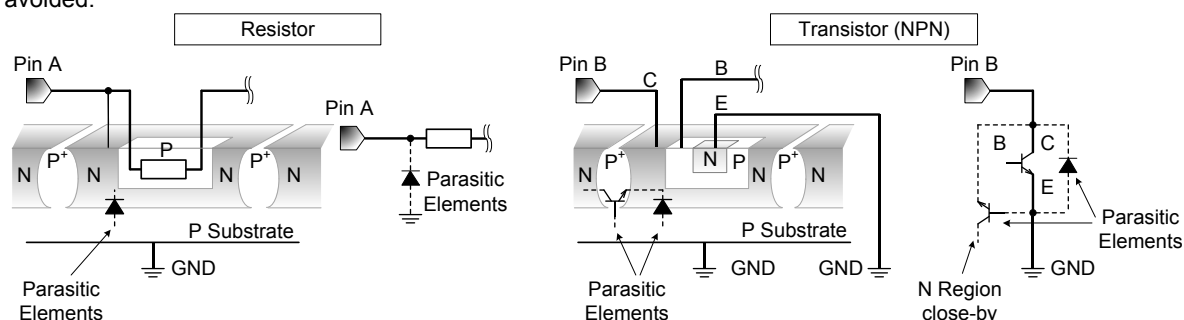 avoided.
Resistor
Transistor (NPN)
Pin A
Pin A
N
P+
N
P
N
P+
N
Parasitic
Elements
P Substrate
GND
Parasitic
Elements
Pin B
C
B
E
N
P+
N
N
P
N
P+
N
P Substrate
GND
GND
Parasitic
Elements
Pin B
B
C
E
Parasitic
Elements
GND
N Region
close-by